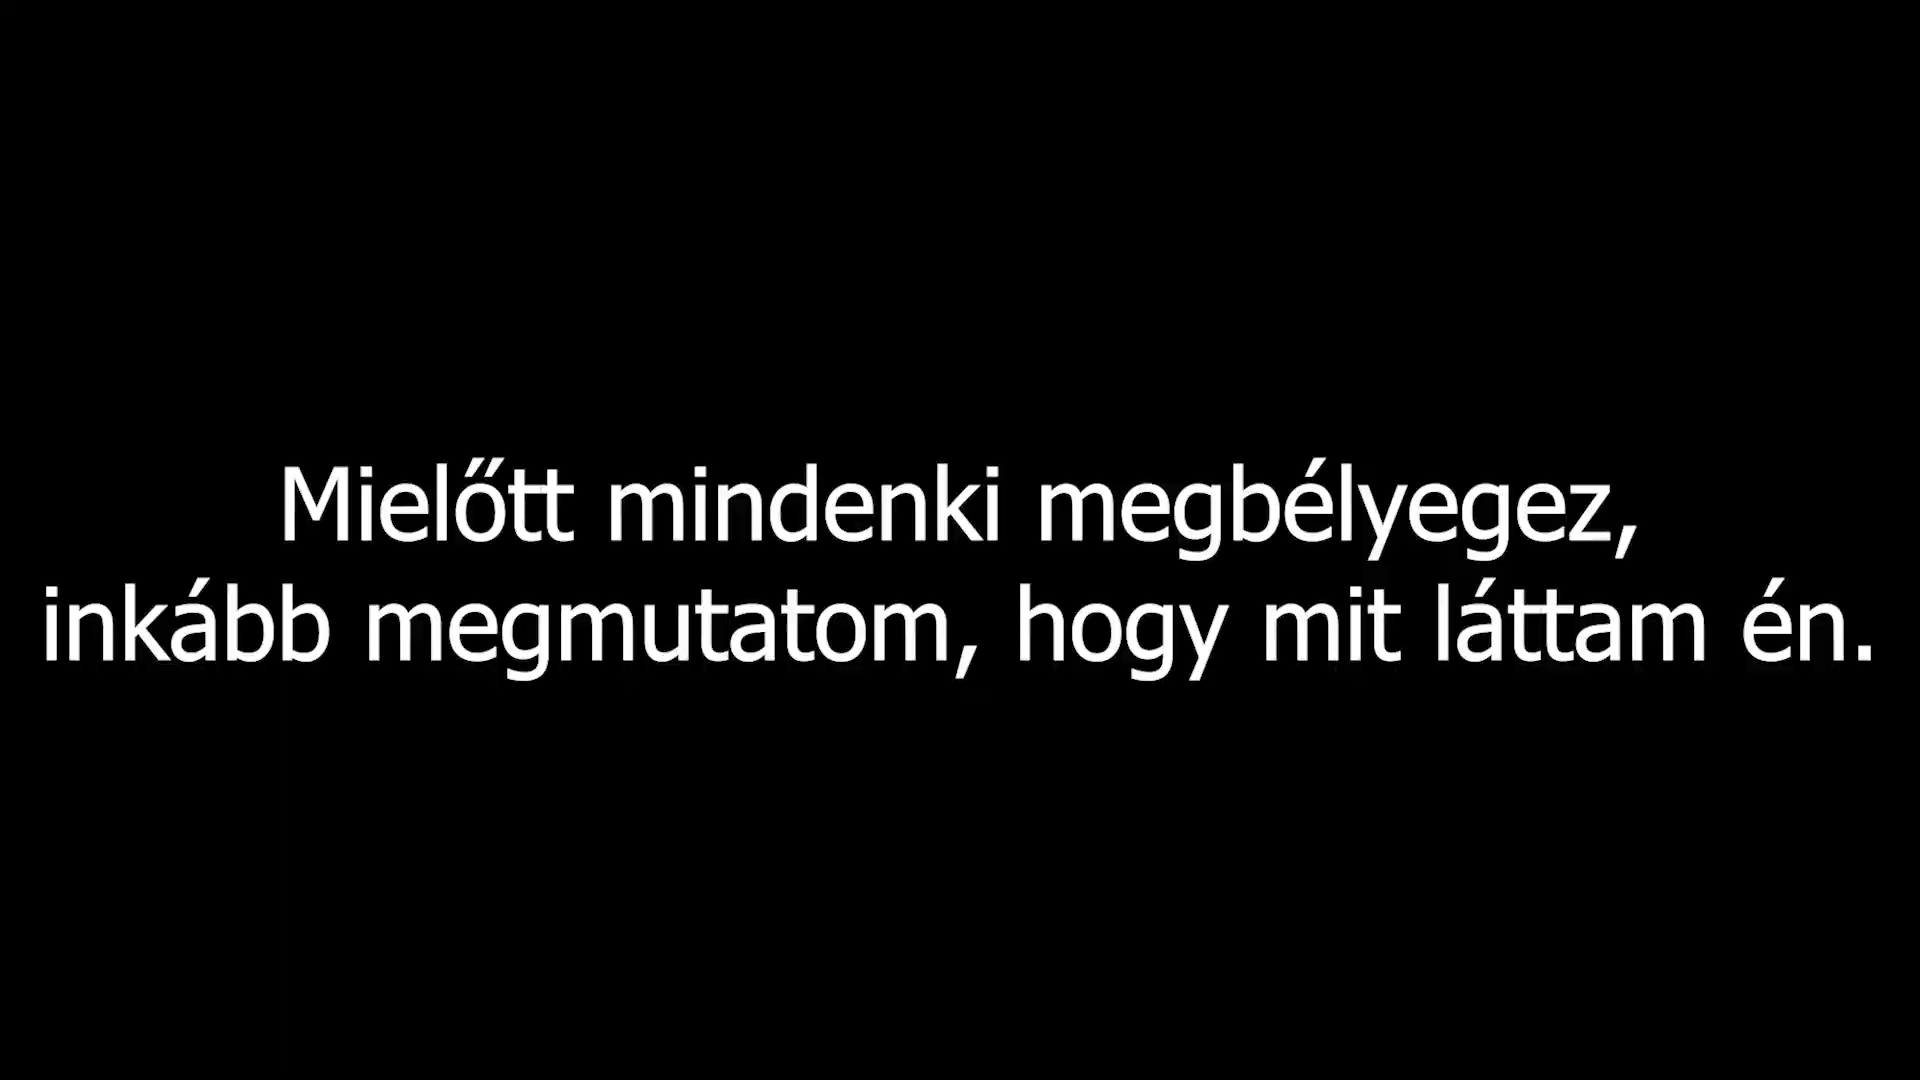 Mielőtt mindenki megbélyegez,
inkább megmutatom, hogy mit láttam én.